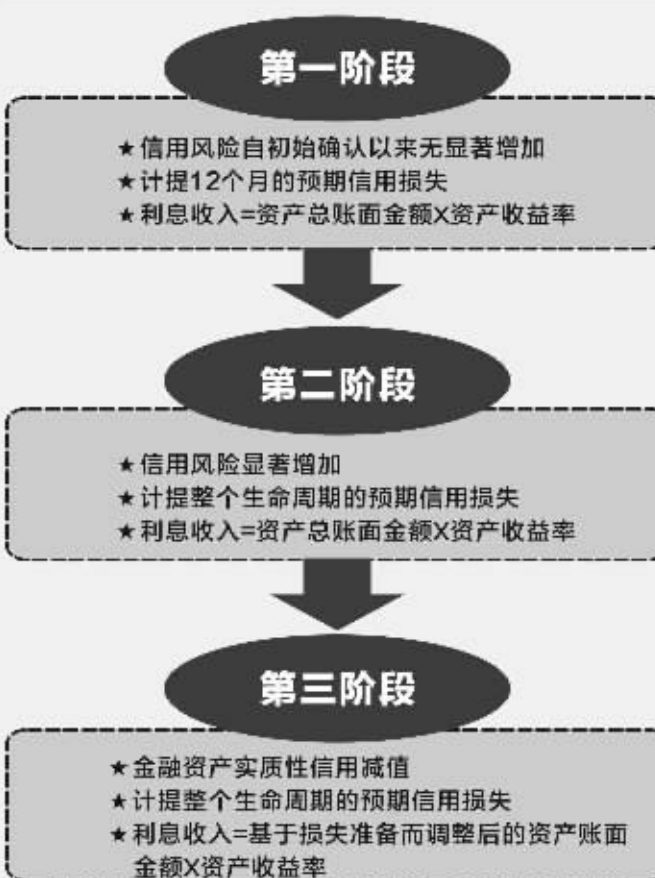 第一阶段
★信用风险自初始确认以来无显著增加
★计提12个月的预期信用损失
★利息收入=资产总账面金额X资产收益率
第二阶段
★信用风险显著增加
★计提整个生命周期的预期信用损失
★利息收入=资产总账面金额X资产收益率
第三阶段
★金融资产实质性信用减值
★计提整个生命周期的预期信用损失
★利息收入=基于损失准备而调整后的资产账面
金额X资产收益率